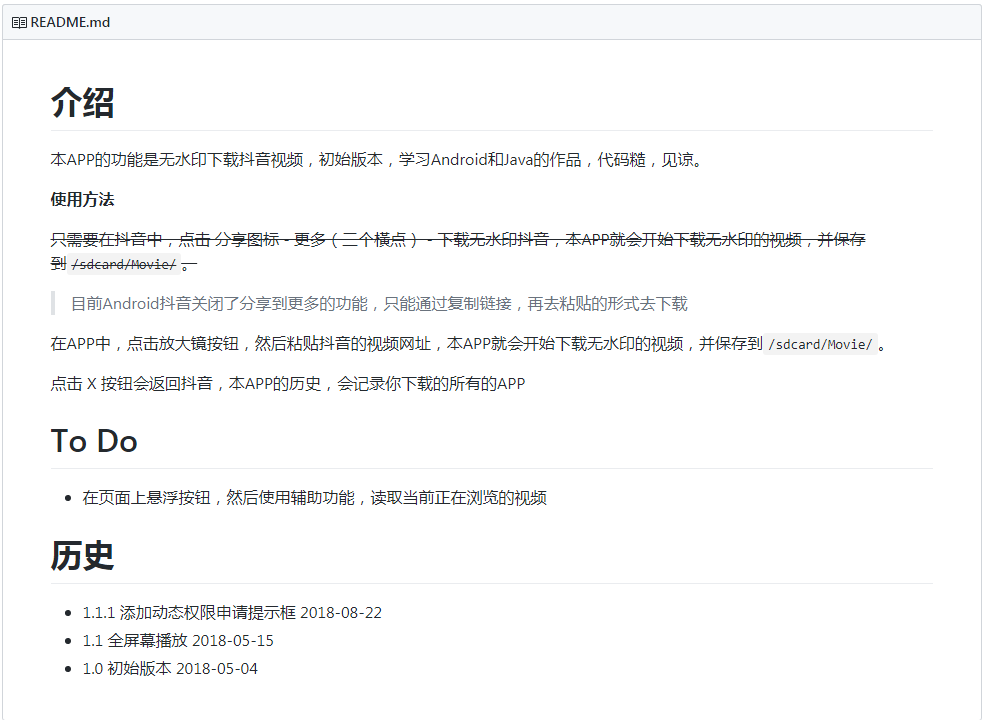 README.md
介绍
本APP的功能是无水印下载抖音视频，初始版本，学习Android和Java的作品，代码糙，见谅。
使用方法
只需要在抖音中，点击 分享图标 - 更多（三个横点） - 下载无水印抖音，本APP就会开始下载无水印的视频，并保存
到 /sdcard/Movie/ 。
目前Android抖音关闭了分享到更多的功能，只能通过复制链接，再去粘贴的形式去下载
在APP中，点击放大镜按钮，然后粘贴抖音的视频网址，本APP就会开始下载无水印的视频，并保存到 /sdcard/Movie/ 。
点击 X 按钮会返回抖音，本APP的历史，会记录你下载的所有的APP
To Do
在页面上悬浮按钮，然后使用辅助功能，读取当前正在浏览的视频
历史
1.1.1 添加动态权限申请提示框 2018-08-22
1.1 全屏幕播放 2018-05-15
1.0 初始版本 2018-05-04